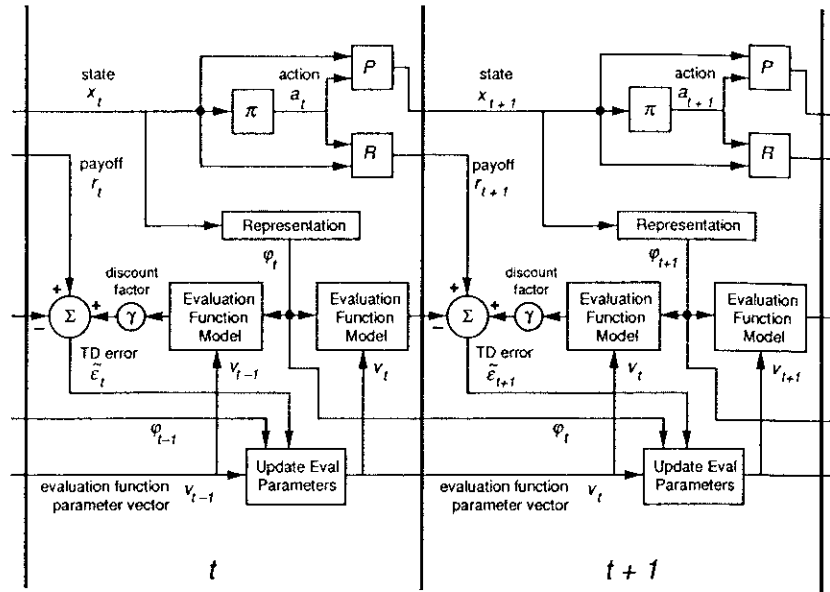 state
x_t
action
a_t
P
π
R
payoff
r_t
Representation
φ_t
discount
factor
+
+
−
Σ
γ
Evaluation
Function
Model
Evaluation
Function
Model
TD error
ε̃_t
v_{t−1}
v_t
φ_{t−1}
Update Eval
Parameters
evaluation function
parameter vector
v_{t−1}
t
state
x_{t+1}
action
a_{t+1}
P
π
R
payoff
r_{t+1}
Representation
φ_{t+1}
discount
factor
+
+
−
Σ
γ
Evaluation
Function
Model
Evaluation
Function
Model
TD error
ε̃_{t+1}
v_t
v_{t+1}
φ_t
Update Eval
Parameters
evaluation function
parameter vector
v_t
t + 1